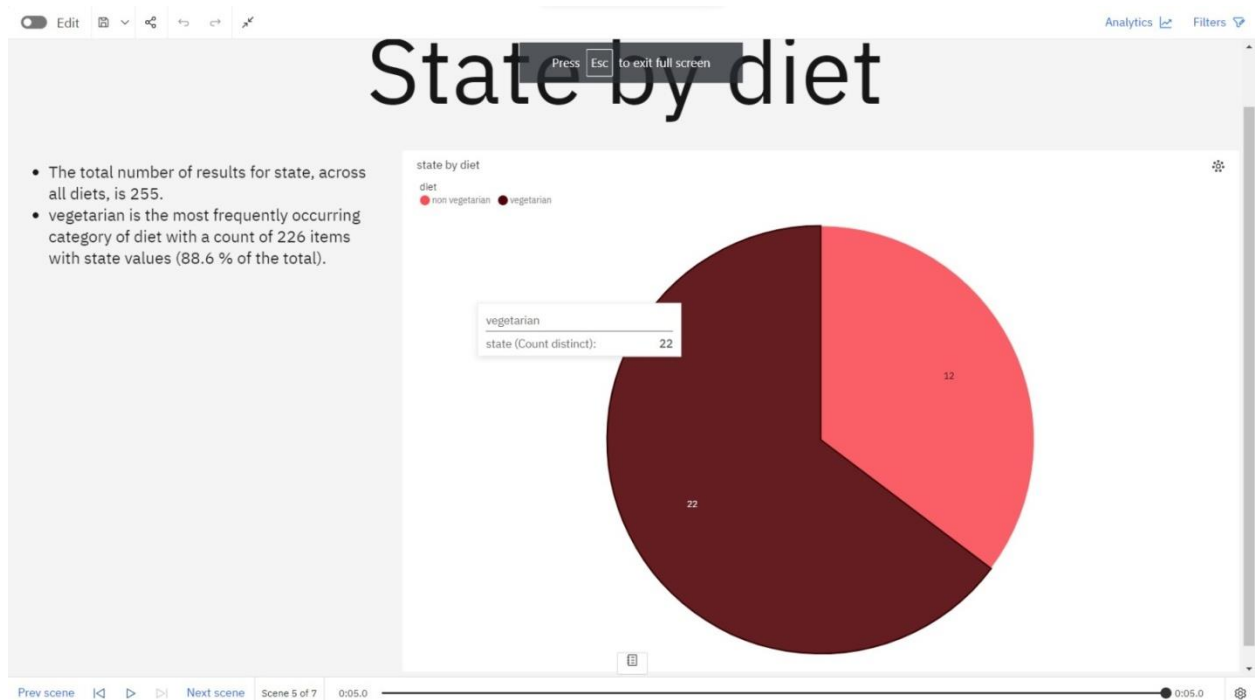 Edit
Analytics
Filters
State by diet
Press Esc to exit full screen
• The total number of results for state, across
all diets, is 255.
• vegetarian is the most frequently occurring
category of diet with a count of 226 items
with state values (88.6 % of the total).
state by diet
diet
non vegetarian vegetarian
vegetarian
state (Count distinct): 22
12
22
Prev scene Next scene Scene 5 of 7 0:05.0 0:05.0